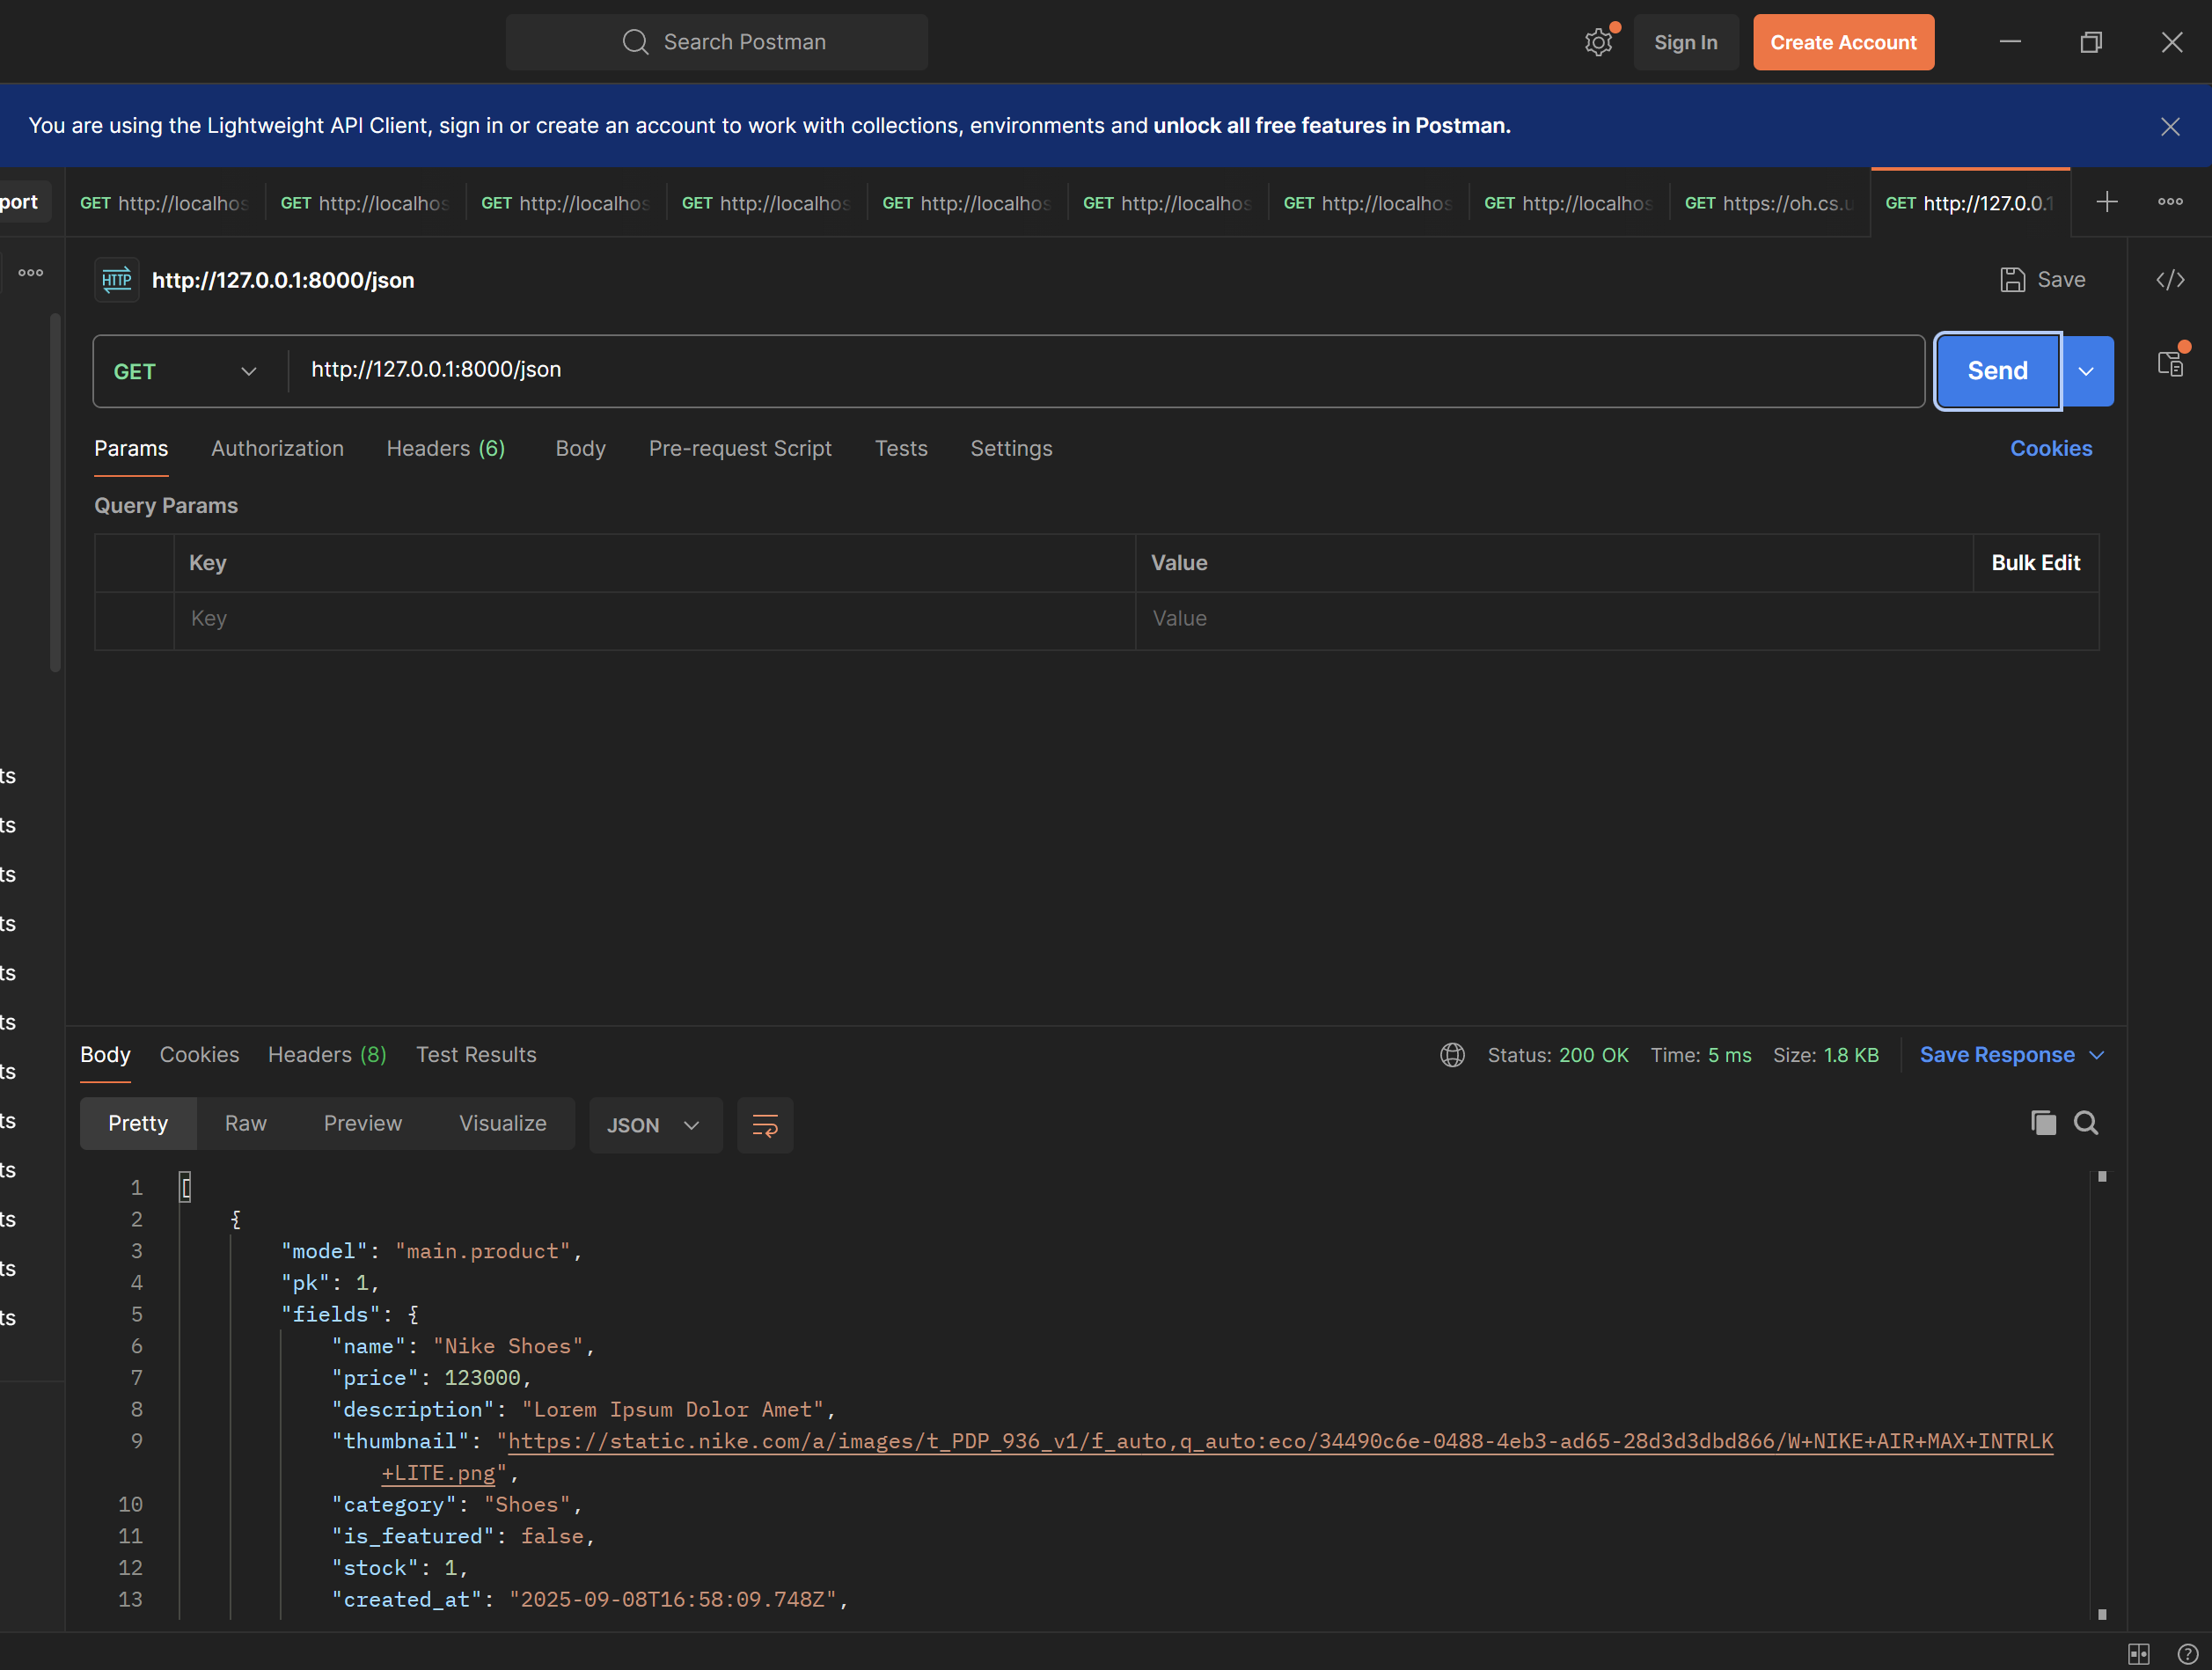 Search Postman
Sign In
Create Account
You are using the Lightweight API Client, sign in or create an account to work with collections, environments and unlock all free features in Postman.
port
GET http://localhos
GET http://localhos
GET http://localhos
GET http://localhos
GET http://localhos
GET http://localhos
GET http://localhos
GET http://localhos
GET https://oh.cs.u
GET http://127.0.0.1
HTTP http://127.0.0.1:8000/json
Save
GET http://127.0.0.1:8000/json
Send
Params Authorization Headers (6) Body Pre-request Script Tests Settings
Cookies
Query Params
Key Value Bulk Edit
Key Value
ts
ts
ts
ts
ts
ts
ts
ts
ts
ts
ts
ts
Body Cookies Headers (8) Test Results
Status: 200 OK Time: 5 ms Size: 1.8 KB Save Response
Pretty Raw Preview Visualize JSON
1 [
2 {
3 "model": "main.product",
4 "pk": 1,
5 "fields": {
6 "name": "Nike Shoes",
7 "price": 123000,
8 "description": "Lorem Ipsum Dolor Amet",
9 "thumbnail": "https://static.nike.com/a/images/t_PDP_936_v1/f_auto,q_auto:eco/34490c6e-0488-4eb3-ad65-28d3d3dbd866/W+NIKE+AIR+MAX+INTRLK
+LITE.png",
10 "category": "Shoes",
11 "is_featured": false,
12 "stock": 1,
13 "created_at": "2025-09-08T16:58:09.748Z",